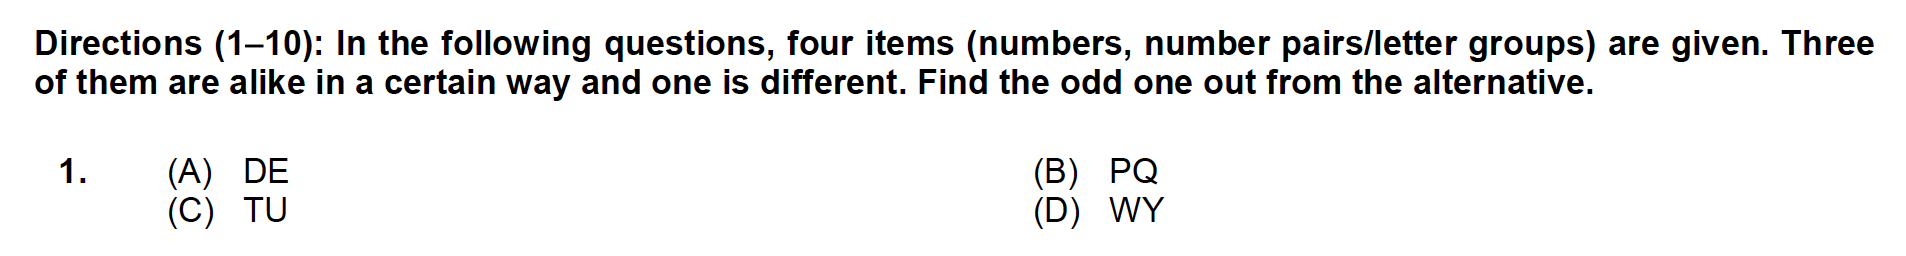 Directions (1–10): In the following questions, four items (numbers, number pairs/letter groups) are given. Three
of them are alike in a certain way and one is different. Find the odd one out from the alternative.
1. (A) DE (B) PQ
(C) TU (D) WY